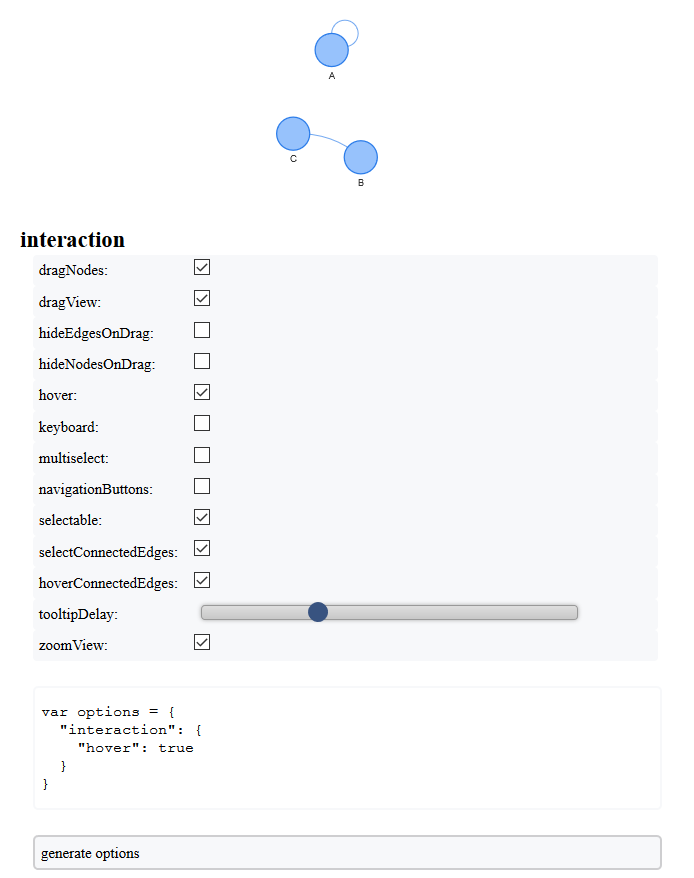 A
C
B
interaction
dragNodes:
dragView:
hideEdgesOnDrag:
hideNodesOnDrag:
hover:
keyboard:
multiselect:
navigationButtons:
selectable:
selectConnectedEdges:
hoverConnectedEdges:
tooltipDelay:
zoomView:
var options = {
  "interaction": {
    "hover": true
  }
}
generate options